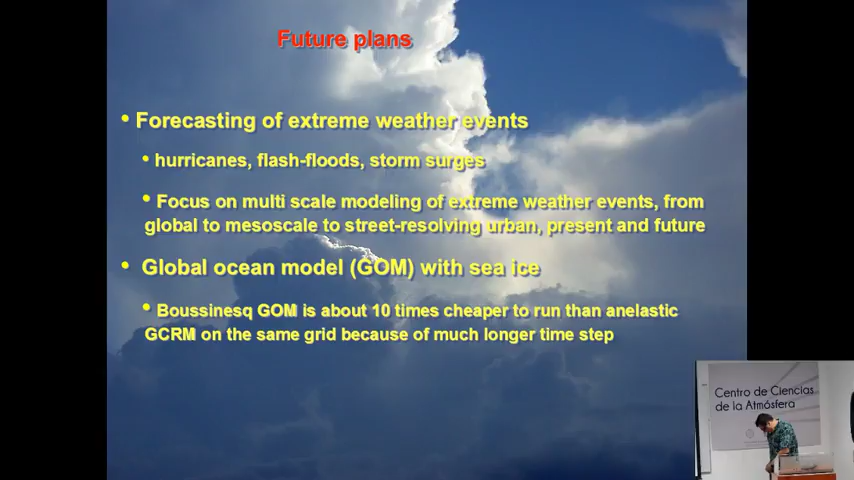 Future plans
• Forecasting of extreme weather events
• hurricanes, flash-floods, storm surges
• Focus on multi scale modeling of extreme weather events, from
global to mesoscale to street-resolving urban, present and future
• Global ocean model (GOM) with sea ice
• Boussinesq GOM is about 10 times cheaper to run than anelastic
GCRM on the same grid because of much longer time step
Centro de Ciencias
de la Atmósfera